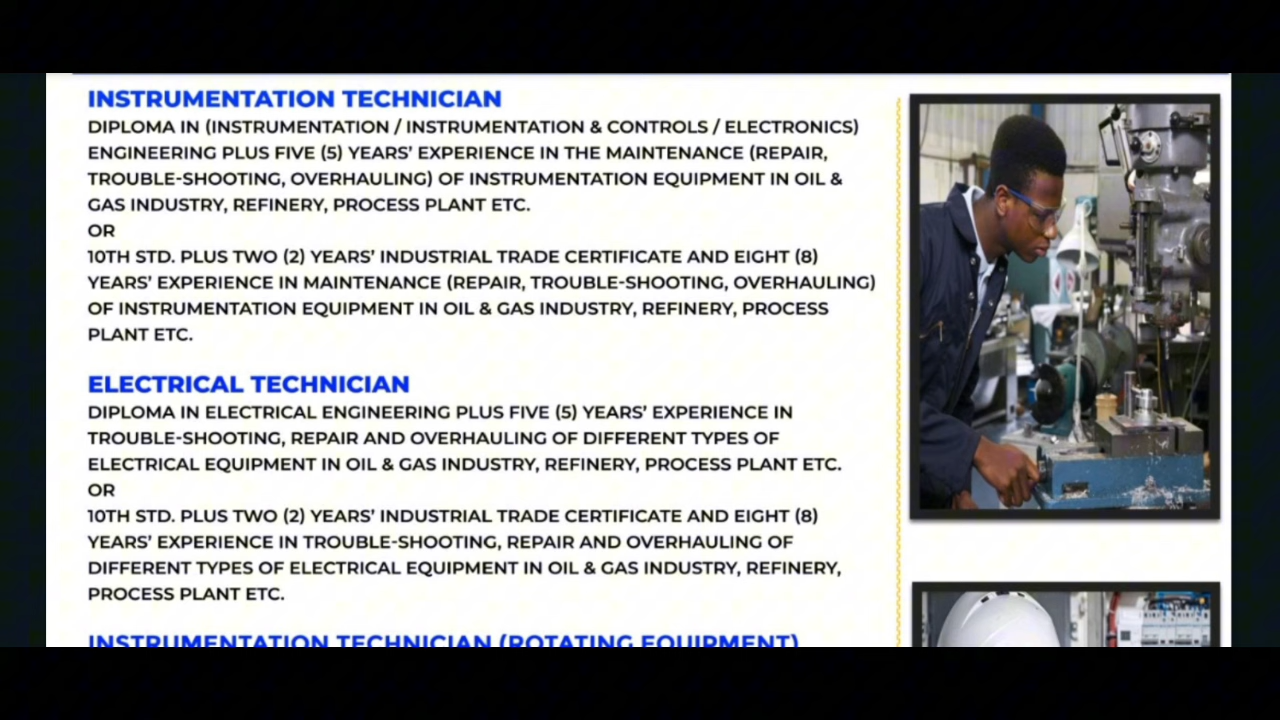 INSTRUMENTATION TECHNICIAN
DIPLOMA IN (INSTRUMENTATION / INSTRUMENTATION & CONTROLS / ELECTRONICS)
ENGINEERING PLUS FIVE (5) YEARS' EXPERIENCE IN THE MAINTENANCE (REPAIR,
TROUBLE-SHOOTING, OVERHAULING) OF INSTRUMENTATION EQUIPMENT IN OIL &
GAS INDUSTRY, REFINERY, PROCESS PLANT ETC.
OR
10TH STD. PLUS TWO (2) YEARS' INDUSTRIAL TRADE CERTIFICATE AND EIGHT (8)
YEARS' EXPERIENCE IN MAINTENANCE (REPAIR, TROUBLE-SHOOTING, OVERHAULING)
OF INSTRUMENTATION EQUIPMENT IN OIL & GAS INDUSTRY, REFINERY, PROCESS
PLANT ETC.
ELECTRICAL TECHNICIAN
DIPLOMA IN ELECTRICAL ENGINEERING PLUS FIVE (5) YEARS' EXPERIENCE IN
TROUBLE-SHOOTING, REPAIR AND OVERHAULING OF DIFFERENT TYPES OF
ELECTRICAL EQUIPMENT IN OIL & GAS INDUSTRY, REFINERY, PROCESS PLANT ETC.
OR
10TH STD. PLUS TWO (2) YEARS' INDUSTRIAL TRADE CERTIFICATE AND EIGHT (8)
YEARS' EXPERIENCE IN TROUBLE-SHOOTING, REPAIR AND OVERHAULING OF
DIFFERENT TYPES OF ELECTRICAL EQUIPMENT IN OIL & GAS INDUSTRY, REFINERY,
PROCESS PLANT ETC.
INSTRUMENTATION TECHNICIAN (ROTATING EQUIPMENT)